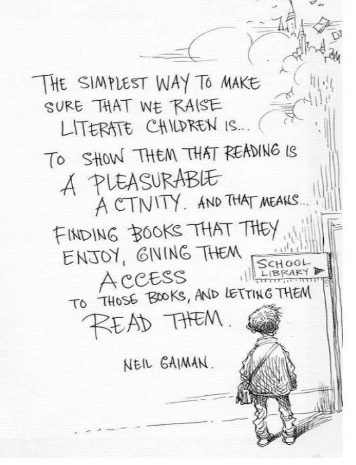 THE SIMPLEST WAY TO MAKE
SURE THAT WE RAISE
LITERATE CHILDREN IS...
TO SHOW THEM THAT READING IS
A PLEASURABLE
ACTIVITY. AND THAT MEANS...
FINDING BOOKS THAT THEY
ENJOY, GIVING THEM
ACCESS
TO THOSE BOOKS, AND LETTING THEM
READ THEM.
NEIL GAIMAN.
SCHOOL
LIBRARY